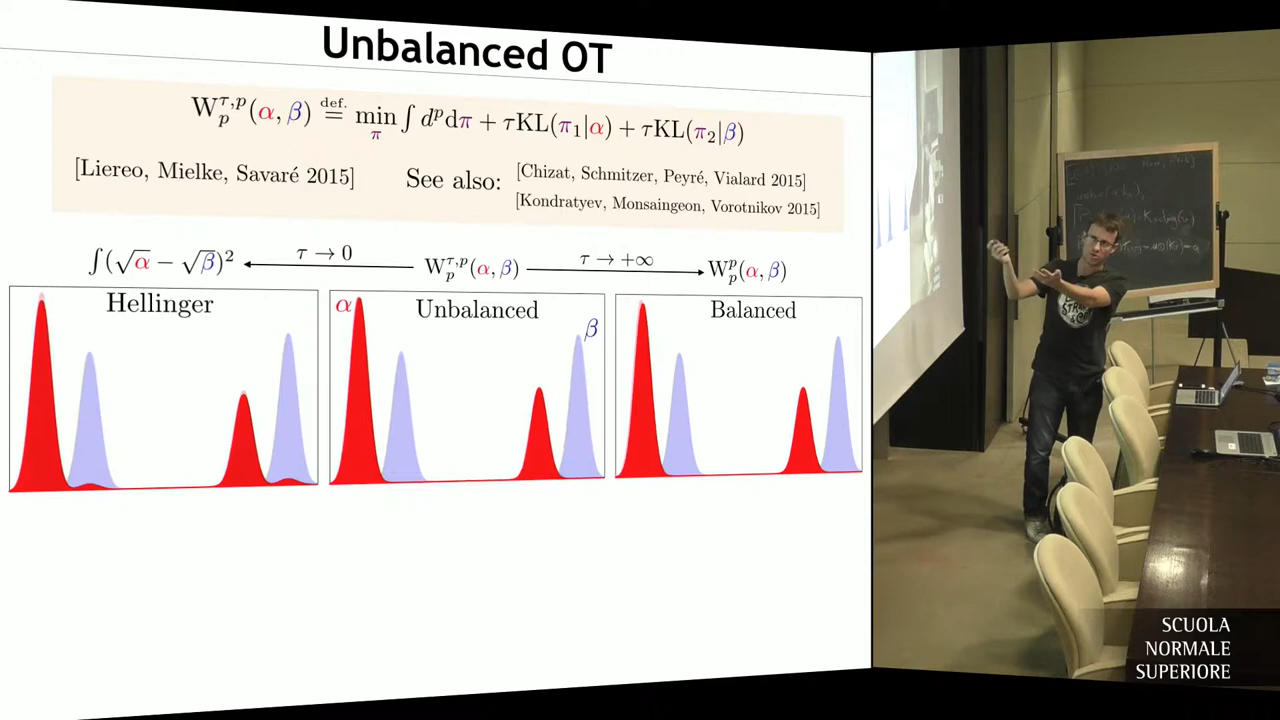 Unbalanced OT
W_p^{τ,p}(α, β) def.= min_π ∫ d^p dπ + τKL(π₁|α) + τKL(π₂|β)
[Liereo, Mielke, Savaré 2015]
See also:
[Chizat, Schmitzer, Peyré, Vialard 2015]
[Kondratyev, Monsaingeon, Vorotnikov 2015]
∫(√α − √β)² ← τ → 0 W_p^{τ,p}(α, β) τ → +∞ → W_p^p(α, β)
Hellinger
α Unbalanced β
Balanced
SCUOLA
NORMALE
SUPERIORE